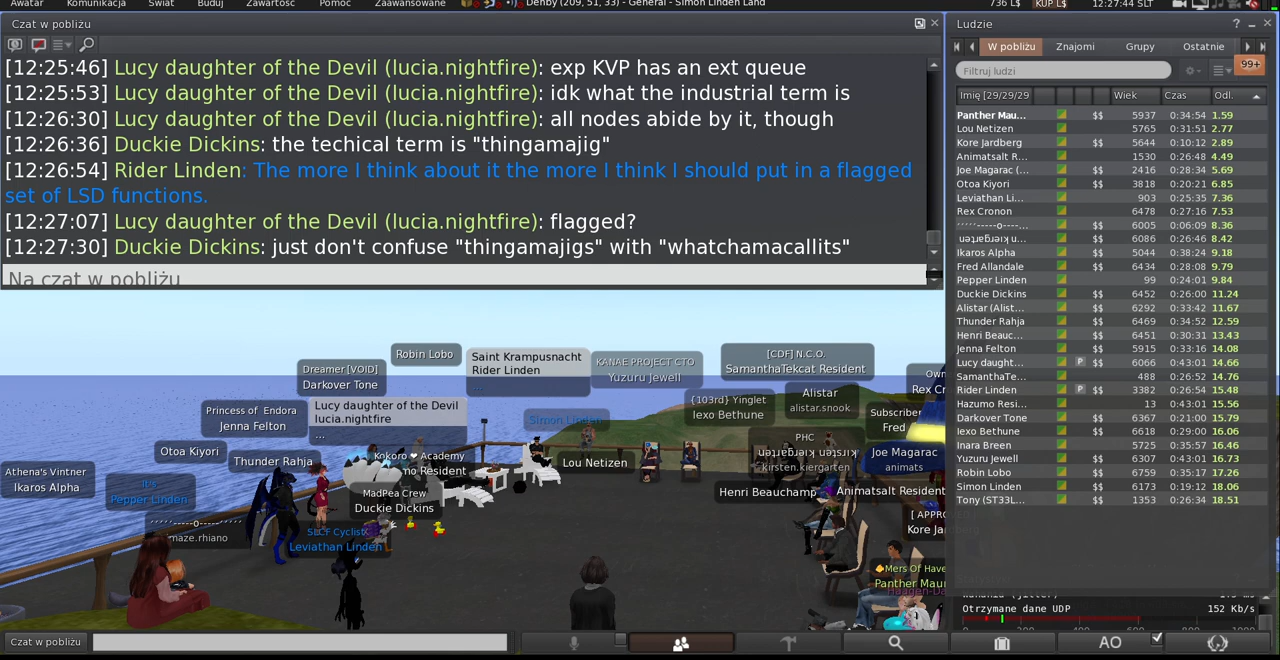 Awatar Komunikacja Świat Buduj Zawartość Pomoc Zaawansowane Denby (209, 51, 33) - General - Simon Linden Land 736 L$ KUP L$ 12:27:44 SLT
Czat w pobliżu
[12:25:46] Lucy daughter of the Devil (lucia.nightfire): exp KVP has an ext queue
[12:25:53] Lucy daughter of the Devil (lucia.nightfire): idk what the industrial term is
[12:26:30] Lucy daughter of the Devil (lucia.nightfire): all nodes abide by it, though
[12:26:36] Duckie Dickins: the techical term is "thingamajig"
[12:26:54] Rider Linden: The more I think about it the more I think I should put in a flagged
set of LSD functions.
[12:27:07] Lucy daughter of the Devil (lucia.nightfire): flagged?
[12:27:30] Duckie Dickins: just don't confuse "thingamajigs" with "whatchamacallits"
Na czat w pobliżu
Robin Lobo
Saint Krampusnacht
Rider Linden
...
KANAE PROJECT CTO
Yuzuru Jewell
[CDF] N.C.O.
SamanthaTekcat Resident
Dreamer [VOID]
Darkover Tone
Own
Rex Cr
{103rd} Yinglet
Iexo Bethune
Alistar
alistar.snook
Princess of Endora
Jenna Felton
Lucy daughter of the Devil
lucia.nightfire
...
Simon Linden
Subscriber
Fred
Otoa Kiyori
Thunder Rahja
Kokoro ❤ Academy
mo Resident
Lou Netizen
PHC
kirsten.kiergarten
Joe Magarac
animats
Athena's Vintner
Ikaros Alpha
It's
Pepper Linden
MadPea Crew
Duckie Dickins
Henri Beauchamp
Animatsalt Resident
maze.rhiano
SLCF Cyclist
Leviathan Linden
[ APPRO
Kore Jardberg
Mers Of Have
Panther Maur
Häagen-Da
Czat w pobliżu
AO
Ludzie
? _ ×
W pobliżu Znajomi Grupy Ostatnie
99+
Filtruj ludzi
Imię [29/29/29 Wiek Czas Odl.
Panther Mau... $$ 5937 0:34:54 1.59
Lou Netizen 5765 0:31:51 2.77
Kore Jardberg $$ 5644 0:10:12 2.89
Animatsalt R... 1530 0:26:48 4.49
Joe Magarac (... $$ 2416 0:28:34 5.69
Otoa Kiyori $$ 3818 0:20:21 6.85
Leviathan Li... 903 0:25:35 7.36
Rex Cronon 6478 0:27:16 7.53
$$ 6005 0:06:09 8.36
$$ 6086 0:26:46 8.42
Ikaros Alpha $$ 5044 0:38:24 9.18
Fred Allandale $$ 6434 0:28:08 9.79
Pepper Linden 99 0:24:01 9.84
Duckie Dickins $$ 6452 0:26:00 11.24
Alistar (Alist... $$ 6292 0:33:42 11.67
Thunder Rahja $$ 6469 0:34:52 12.59
Henri Beauc... $$ 6451 0:30:31 13.43
Jenna Felton $$ 5915 0:33:16 14.08
Lucy daught... P $$ 6066 0:43:01 14.66
SamanthaTe... 488 0:26:52 14.76
Rider Linden P $$ 3382 0:26:54 15.48
Hazumo Resi... 13 0:43:01 15.56
Darkover Tone $$ 6367 0:21:00 15.79
Iexo Bethune $$ 6618 0:29:00 16.06
Inara Breen 5725 0:35:57 16.46
Yuzuru Jewell $$ 6307 0:43:01 16.73
Robin Lobo $$ 6759 0:35:17 17.26
Simon Linden $$ 6173 0:19:12 18.06
Tony (ST33L... $$ 1353 0:26:34 18.51
Otrzymane dane UDP 152 Kb/s